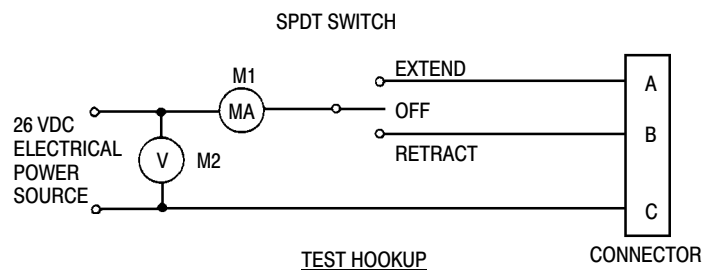 SPDT SWITCH
M1
MA
EXTEND
OFF
RETRACT
A
B
C
26 VDC
ELECTRICAL
POWER
SOURCE
V
M2
TEST HOOKUP
CONNECTOR